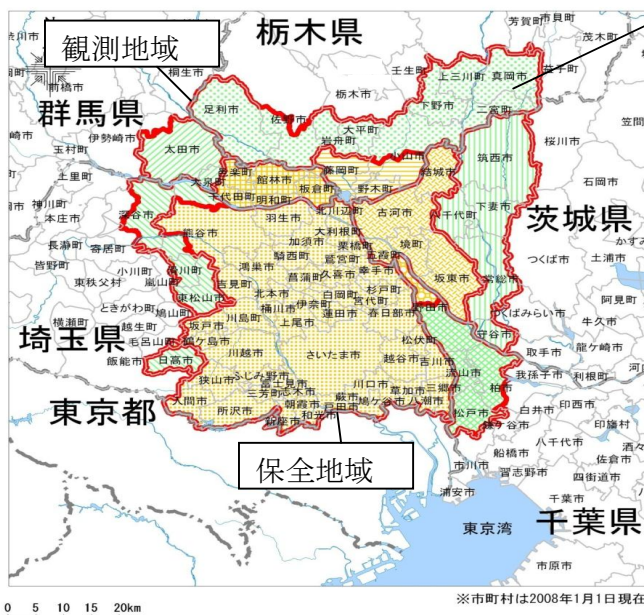 栃木県
観測地域
芳賀町
市貝町
茂木町
益子町
桐生市
前橋市
栃木市
壬生町
上三川町
真岡市
足利市
佐野市
下野市
二宮町
群馬県
大平町
伊勢崎市
岩舟町
小山市
太田市
玉村町
藤岡町
結城市
筑西市
桜川市
上里町
大泉町
館林市
板倉町
野木町
石岡市
千代田町
明和町
神川町
本庄市
羽生市
北川辺町
古河市
八千代町
下妻市
茨城県
深谷市
熊谷市
加須市
大利根町
長瀞町
寄居町
騎西町
栗橋町
五霞町
境町
鷲宮町
皆野町
小川町
滑川町
鴻巣市
幸手市
つくば市
土浦市
東秩父村
嵐山町
吉見町
菖蒲町
久喜市
坂東市
常総市
阿見町
東松山市
北本市
白岡町
杉戸町
ときがわ町
鳩山町
桶川市
伊奈町
宮代町
野田市
つくばみらい市
横瀬町
川島町
蓮田市
春日部市
牛久市
越生町
坂戸市
上尾市
守谷市
毛呂山町
鶴ヶ島市
松伏町
取手市
龍ケ崎市
埼玉県
川越市
さいたま市
越谷市
吉川市
流山市
我孫子市
利根町
飯能市
日高市
狭山市
ふじみ野市
富士見市
川口市
草加市
三郷市
柏市
東京都
入間市
三芳町
志木市
蕨市
鳩ヶ谷市
八潮市
松戸市
白井市
印西市
所沢市
朝霞市
戸田市
和光市
新座市
鎌ケ谷市
印旛村
八千代市
保全地域
船橋市
佐倉市
市川市
習志野市
四街道市
浦安市
千葉市
東京湾
千葉県
市原市
0 5 10 15 20km
※市町村は2008年1月1日現在